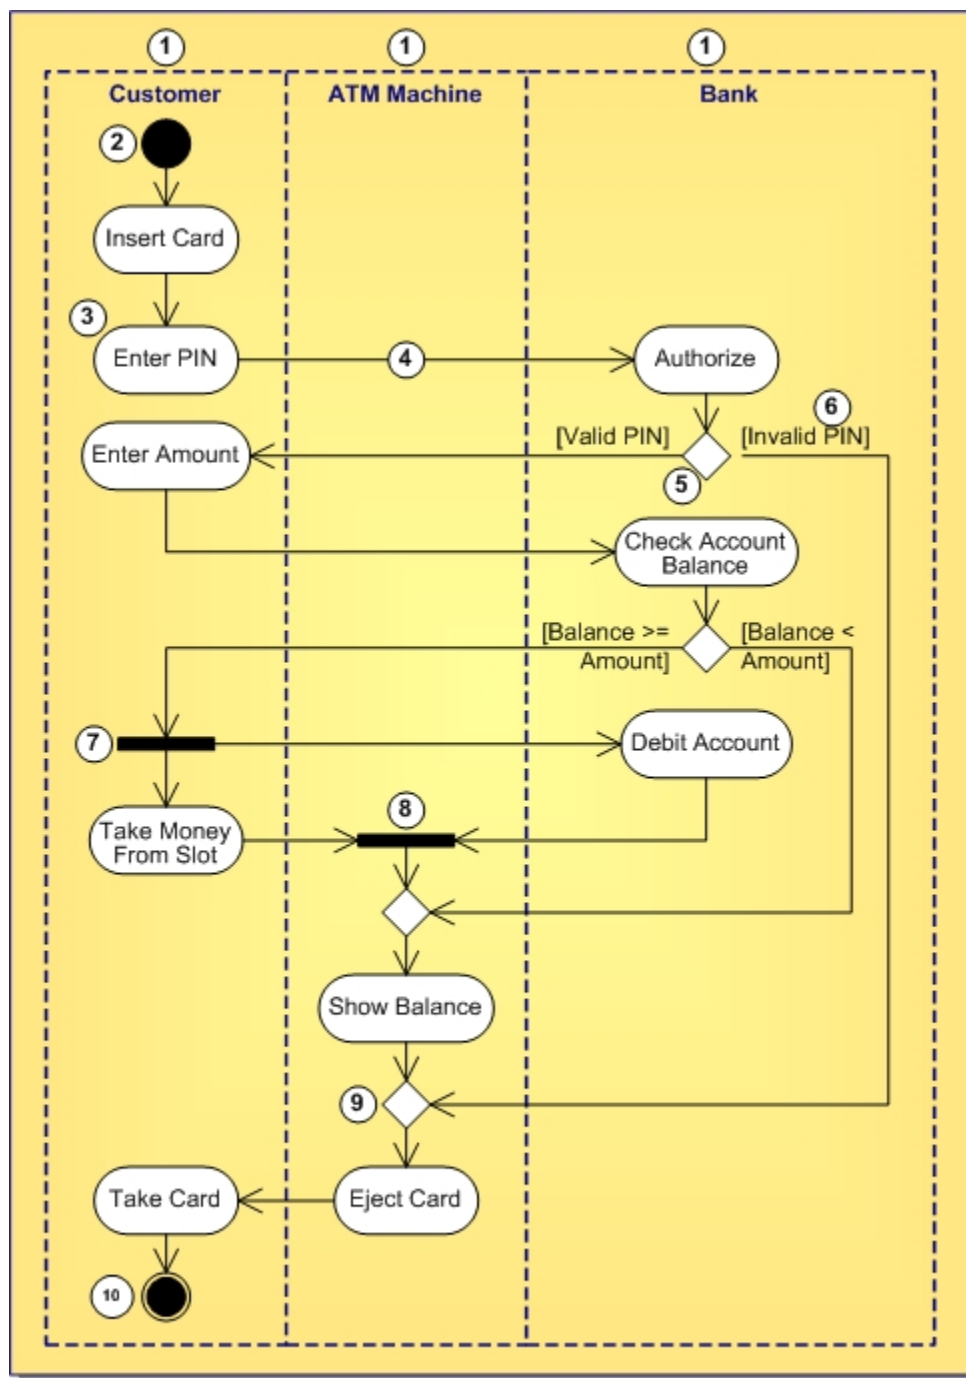 1
1
1
Customer
ATM Machine
Bank
2
Insert Card
3
Enter PIN
4
Authorize
6
[Valid PIN]
[Invalid PIN]
Enter Amount
5
Check Account
Balance
[Balance >=
Amount]
[Balance <
Amount]
7
Debit Account
8
Take Money
From Slot
Show Balance
9
Take Card
Eject Card
10